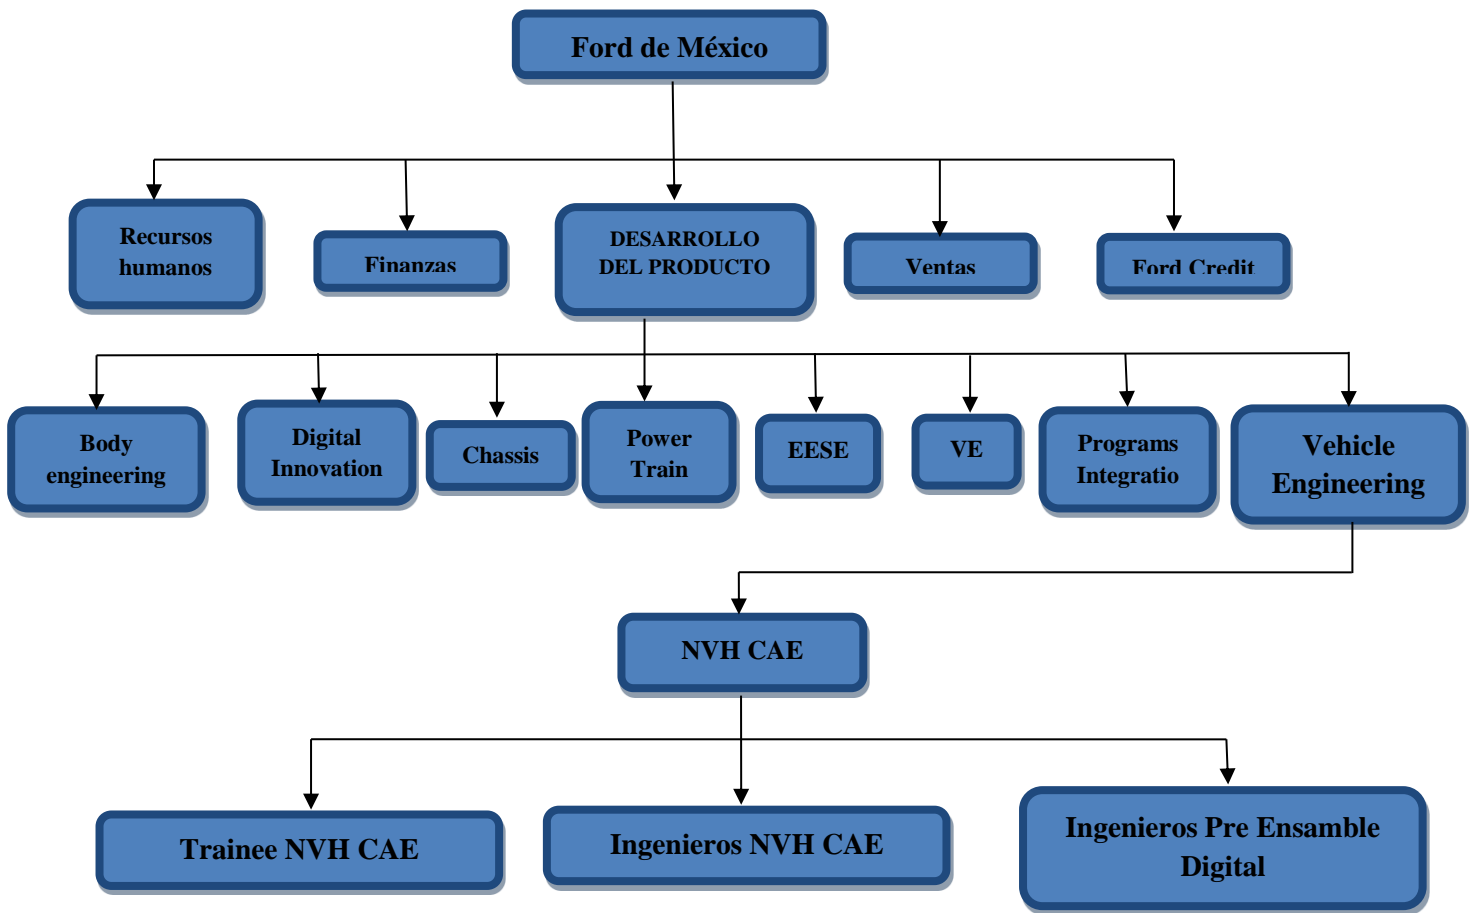 Ford de México
Recursos
humanos
Finanzas
DESARROLLO
DEL PRODUCTO
Ventas
Ford Credit
Body
engineering
Digital
Innovation
Chassis
Power
Train
EESE
VE
Programs
Integratio
Vehicle
Engineering
NVH CAE
Trainee NVH CAE
Ingenieros NVH CAE
Ingenieros Pre Ensamble
Digital